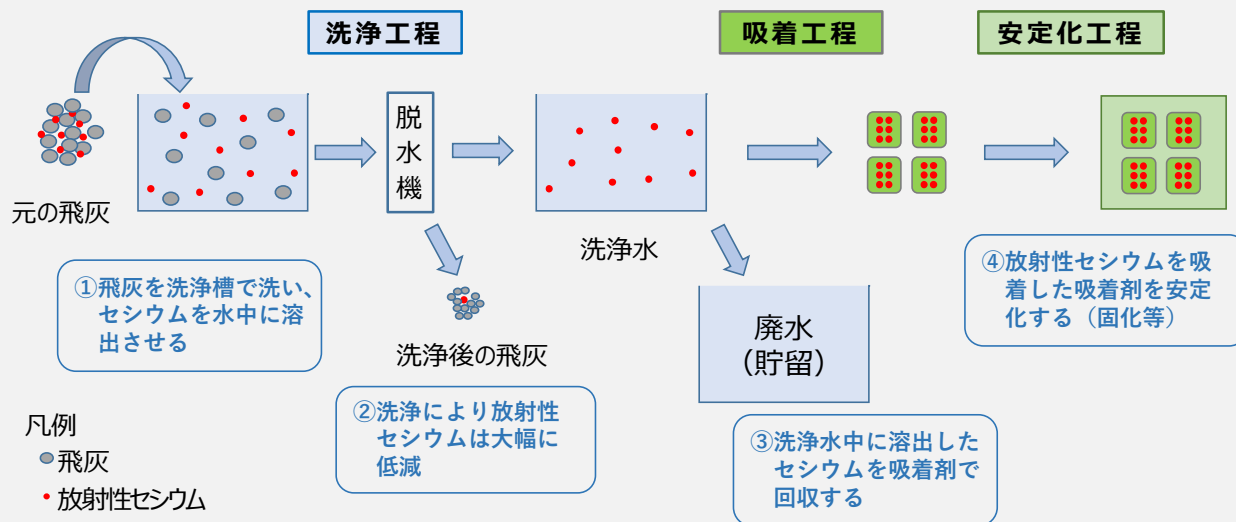 洗浄工程
吸着工程
安定化工程
脱
水
機
元の飛灰
洗浄水
①飛灰を洗浄槽で洗い、
セシウムを水中に溶
出させる
洗浄後の飛灰
②洗浄により放射性
セシウムは大幅に
低減
廃水
(貯留)
③洗浄水中に溶出した
セシウムを吸着剤で
回収する
④放射性セシウムを吸
着した吸着剤を安定
化する（固化等）
凡例
飛灰
放射性セシウム